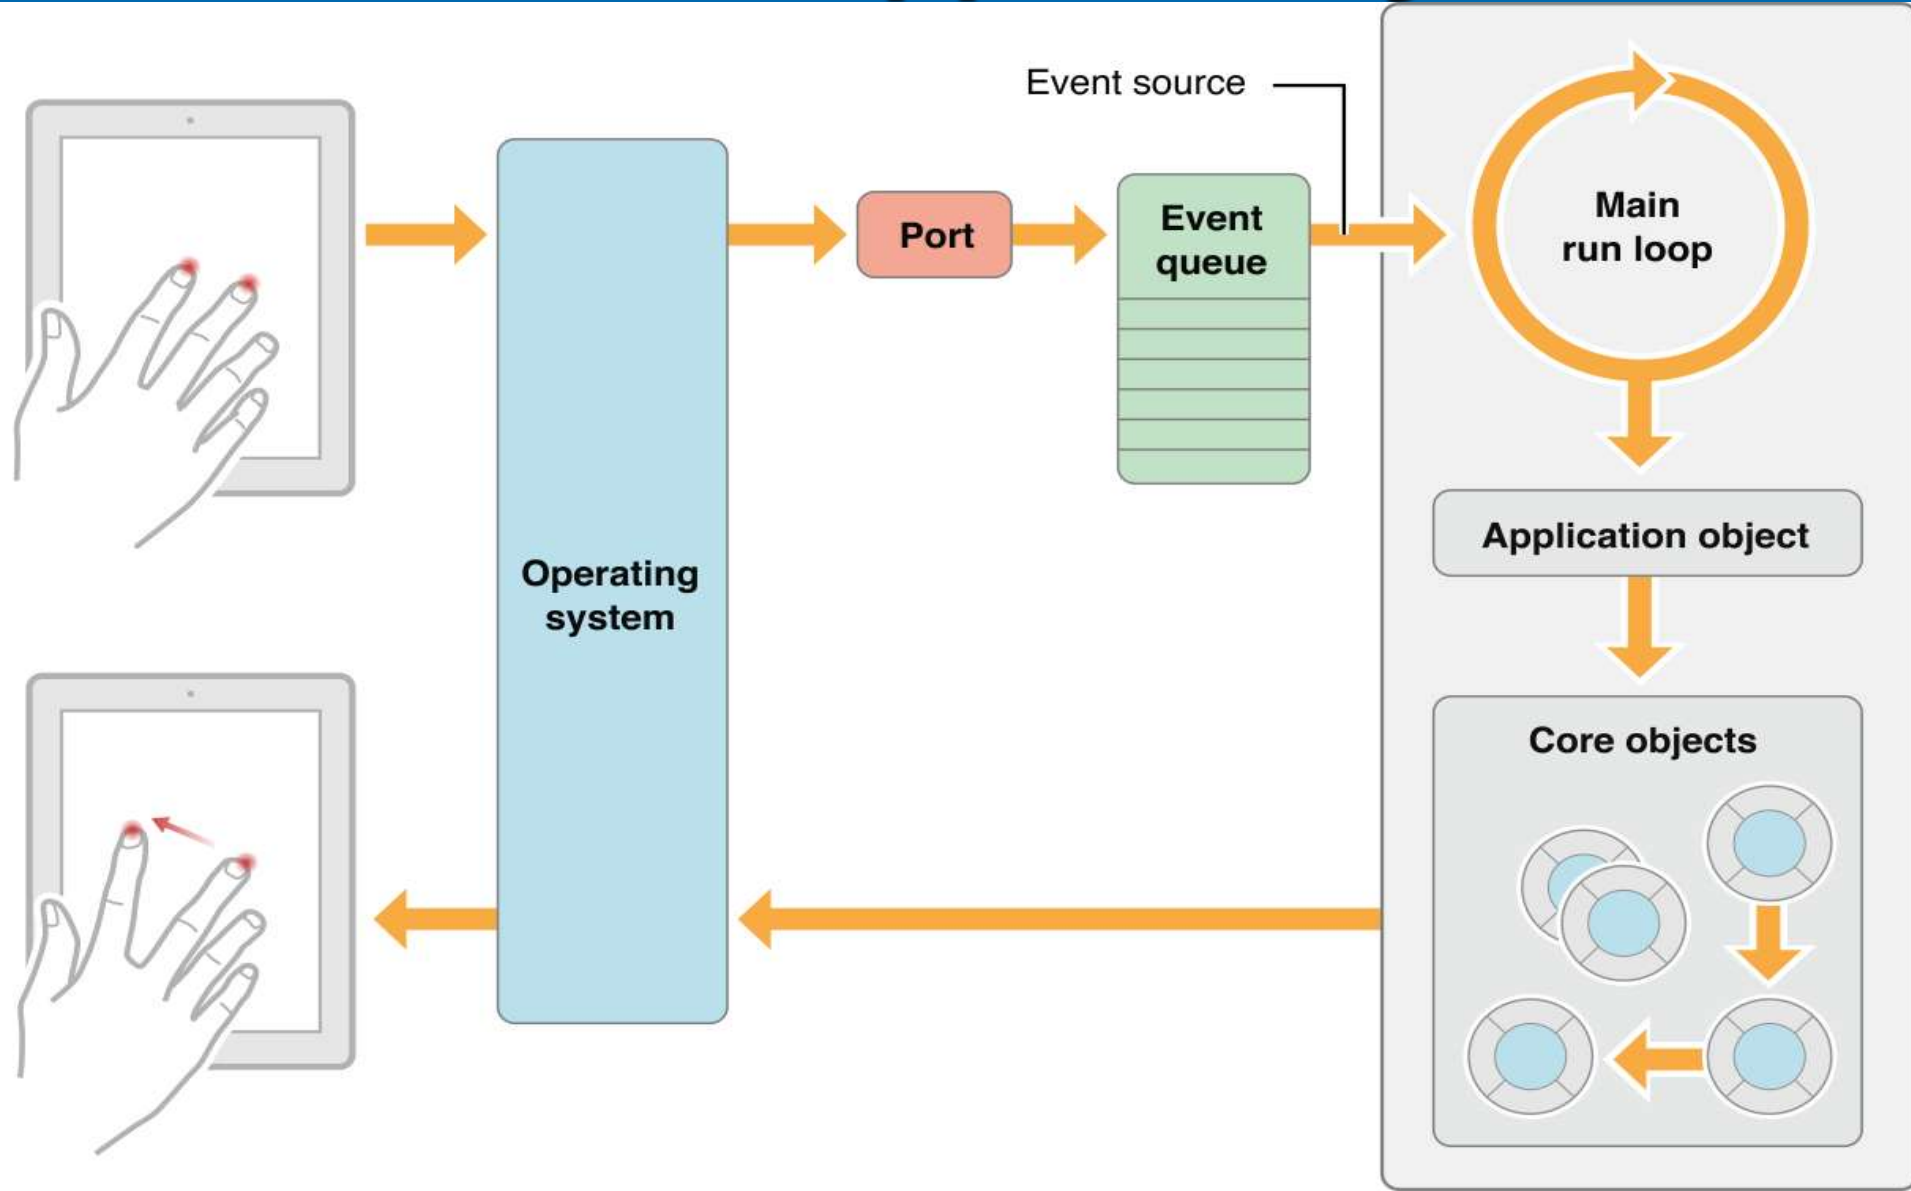 Event source
Port
Event
queue
Main
run loop
Operating
system
Application object
Core objects